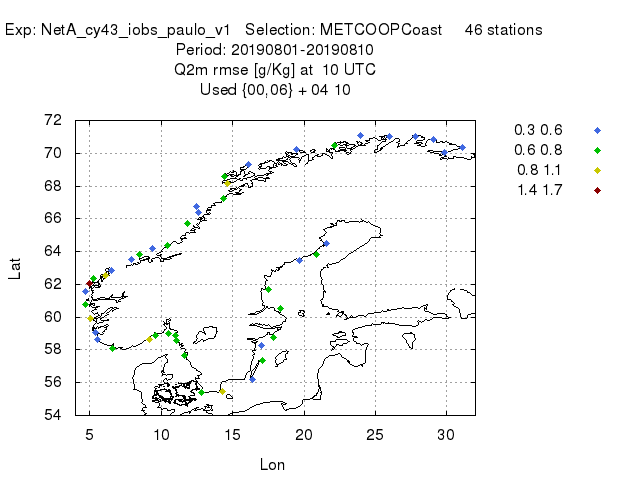 Exp: NetA_cy43_iobs_paulo_v1 Selection: METCOOPCoast 46 stations
Period: 20190801-20190810
Q2m rmse [g/Kg] at 10 UTC
Used {00,06} + 04 10
72
70
68
66
64
62
60
58
56
54
Lat
5 10 15 20 25 30
Lon
0.3 0.6
0.6 0.8
0.8 1.1
1.4 1.7